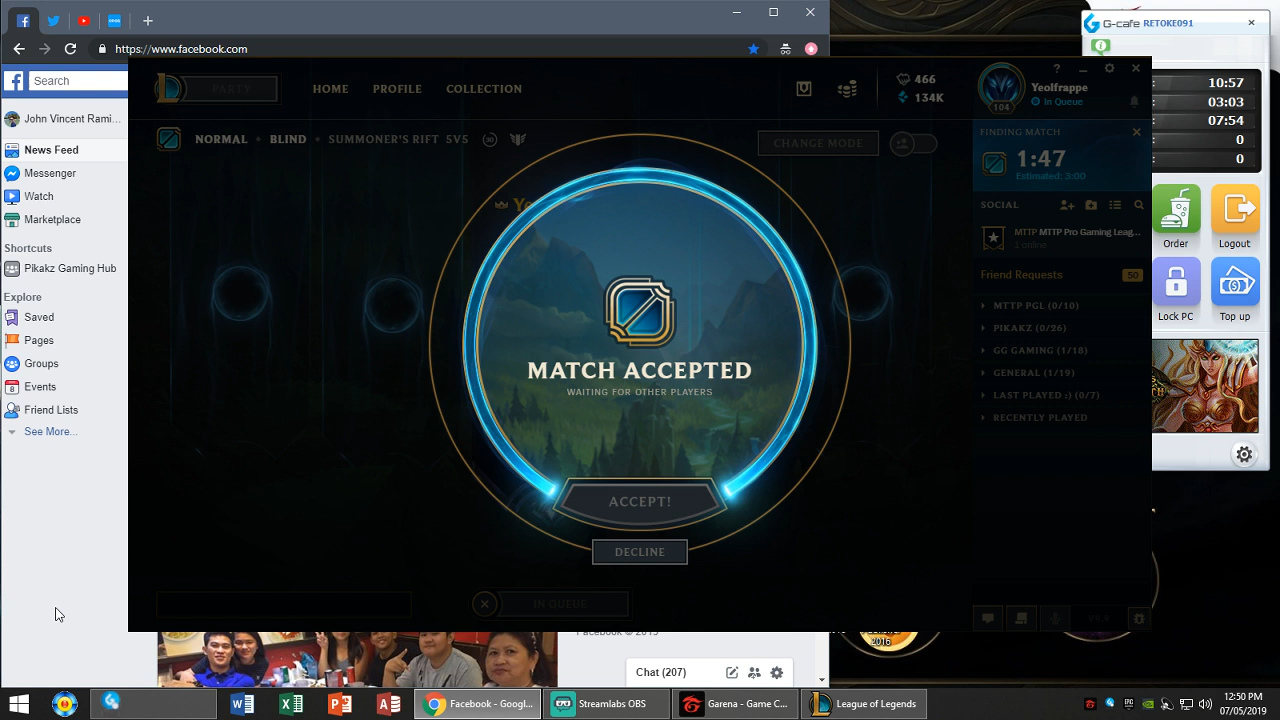 https://www.facebook.com
Search
John Vincent Rami...
News Feed
Messenger
Watch
Marketplace
Shortcuts
Pikakz Gaming Hub
Explore
Saved
Pages
Groups
Events
Friend Lists
See More...
PARTY
HOME
PROFILE
COLLECTION
466
134K
?
Yeolfrappe
In Queue
104
NORMAL • BLIND • SUMMONER'S RIFT 5V5
CHANGE MODE
FINDING MATCH
1:47
Estimated: 3:00
SOCIAL
MTTP MTTP Pro Gaming Leag...
1 online
Friend Requests
50
MTTP PGL (0/10)
PIKAKZ (0/26)
GG GAMING (1/18)
GENERAL (1/19)
LAST PLAYED :) (0/7)
RECENTLY PLAYED
MATCH ACCEPTED
WAITING FOR OTHER PLAYERS
ACCEPT!
DECLINE
IN QUEUE
G-cafe RETOKE091
: 10:57
: 03:03
: 07:54
: 0
: 0
Order
Logout
Lock PC
Top up
Facebook © 2019
2016
Chat (207)
Facebook - Googl...
Streamlabs OBS
Garena - Game C...
League of Legends
12:50 PM
07/05/2019